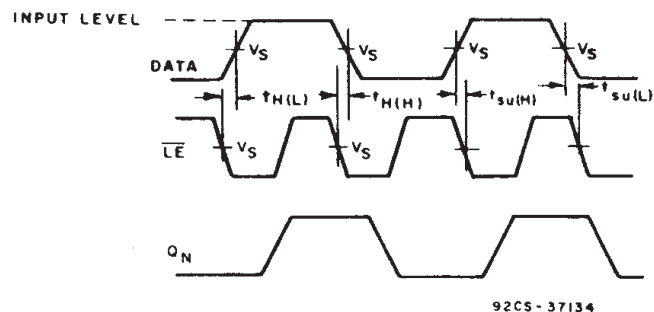 INPUT LEVEL
VS VS VS VS
DATA
tH(L) tH(H) tsu(H) tsu(L)
LE VS VS
QN
92CS-37134